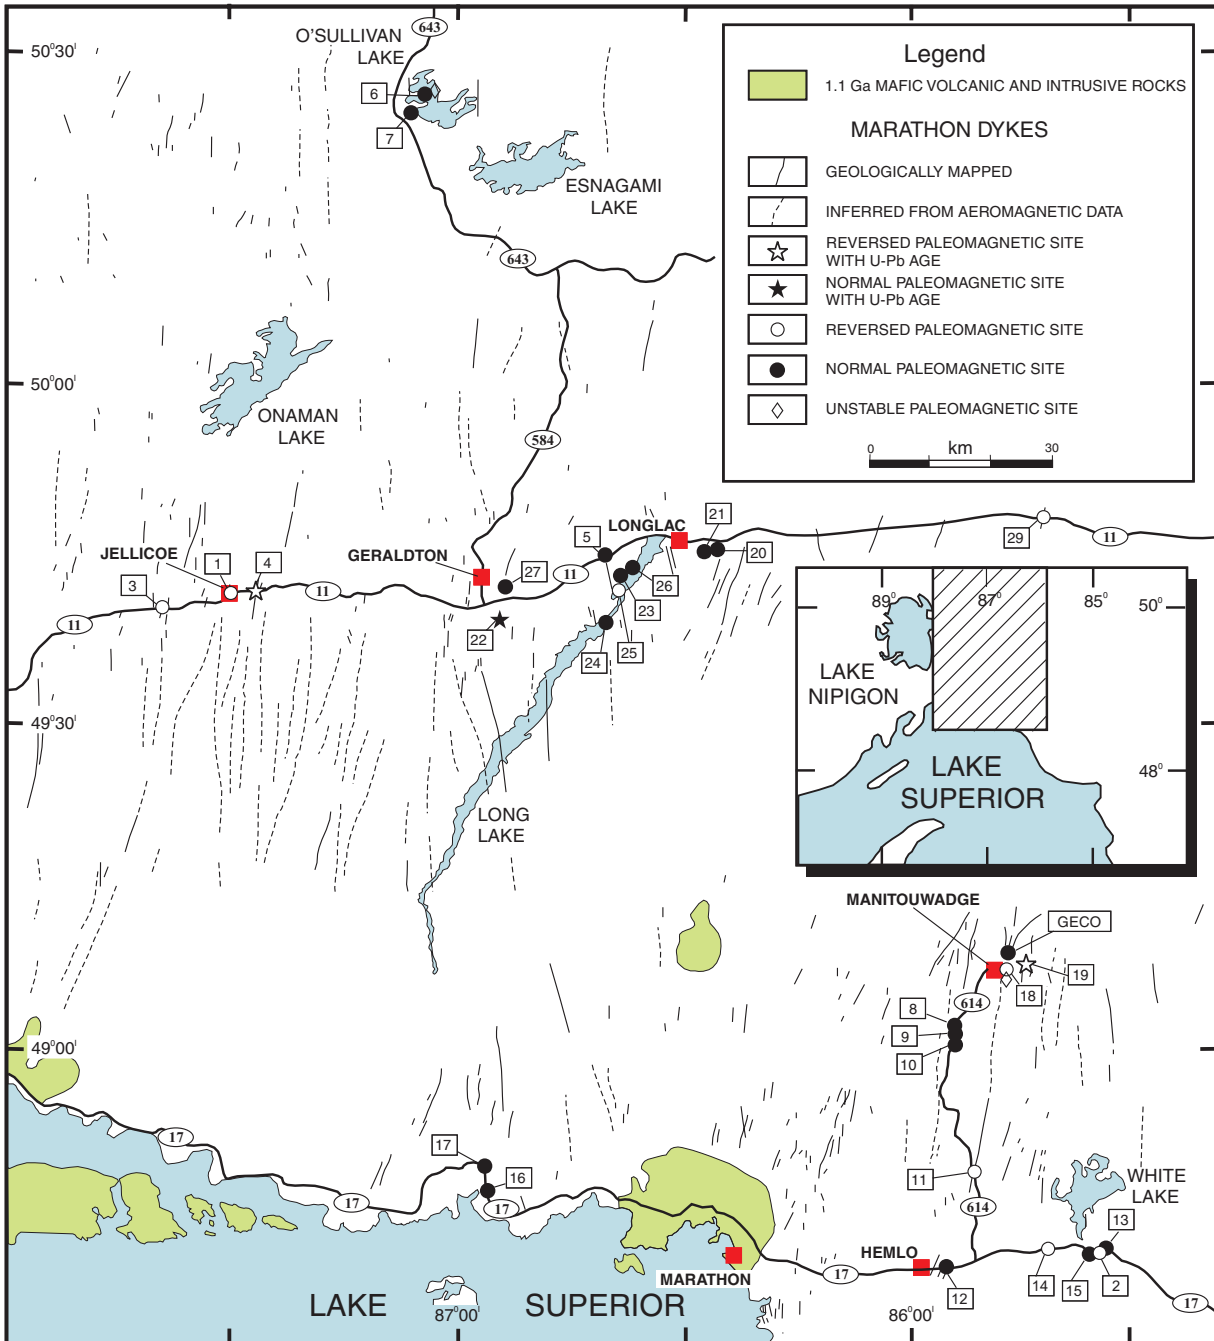 643
O'SULLIVAN
LAKE
50°30'
6
7
ESNAGAMI
LAKE
643
Legend
1.1 Ga MAFIC VOLCANIC AND INTRUSIVE ROCKS
MARATHON DYKES
GEOLOGICALLY MAPPED
INFERRED FROM AEROMAGNETIC DATA
REVERSED PALEOMAGNETIC SITE
WITH U-Pb AGE
NORMAL PALEOMAGNETIC SITE
WITH U-Pb AGE
REVERSED PALEOMAGNETIC SITE
NORMAL PALEOMAGNETIC SITE
UNSTABLE PALEOMAGNETIC SITE
0 km 30
50°00'
ONAMAN
LAKE
584
JELLICOE
1
4
3
11
11
GERALDTON
27
22
11
5
LONGLAC
21
20
26
23
25
24
29
11
49°30'
LONG
LAKE
89°
87°
85°
50°
LAKE
NIPIGON
48°
LAKE
SUPERIOR
MANITOUWADGE
GECO
19
18
614
8
9
10
49°00'
17
17
17
16
17
11
614
WHITE
LAKE
13
HEMLO
MARATHON
17
12
14
15
2
17
LAKE SUPERIOR
87°00'
86°00'